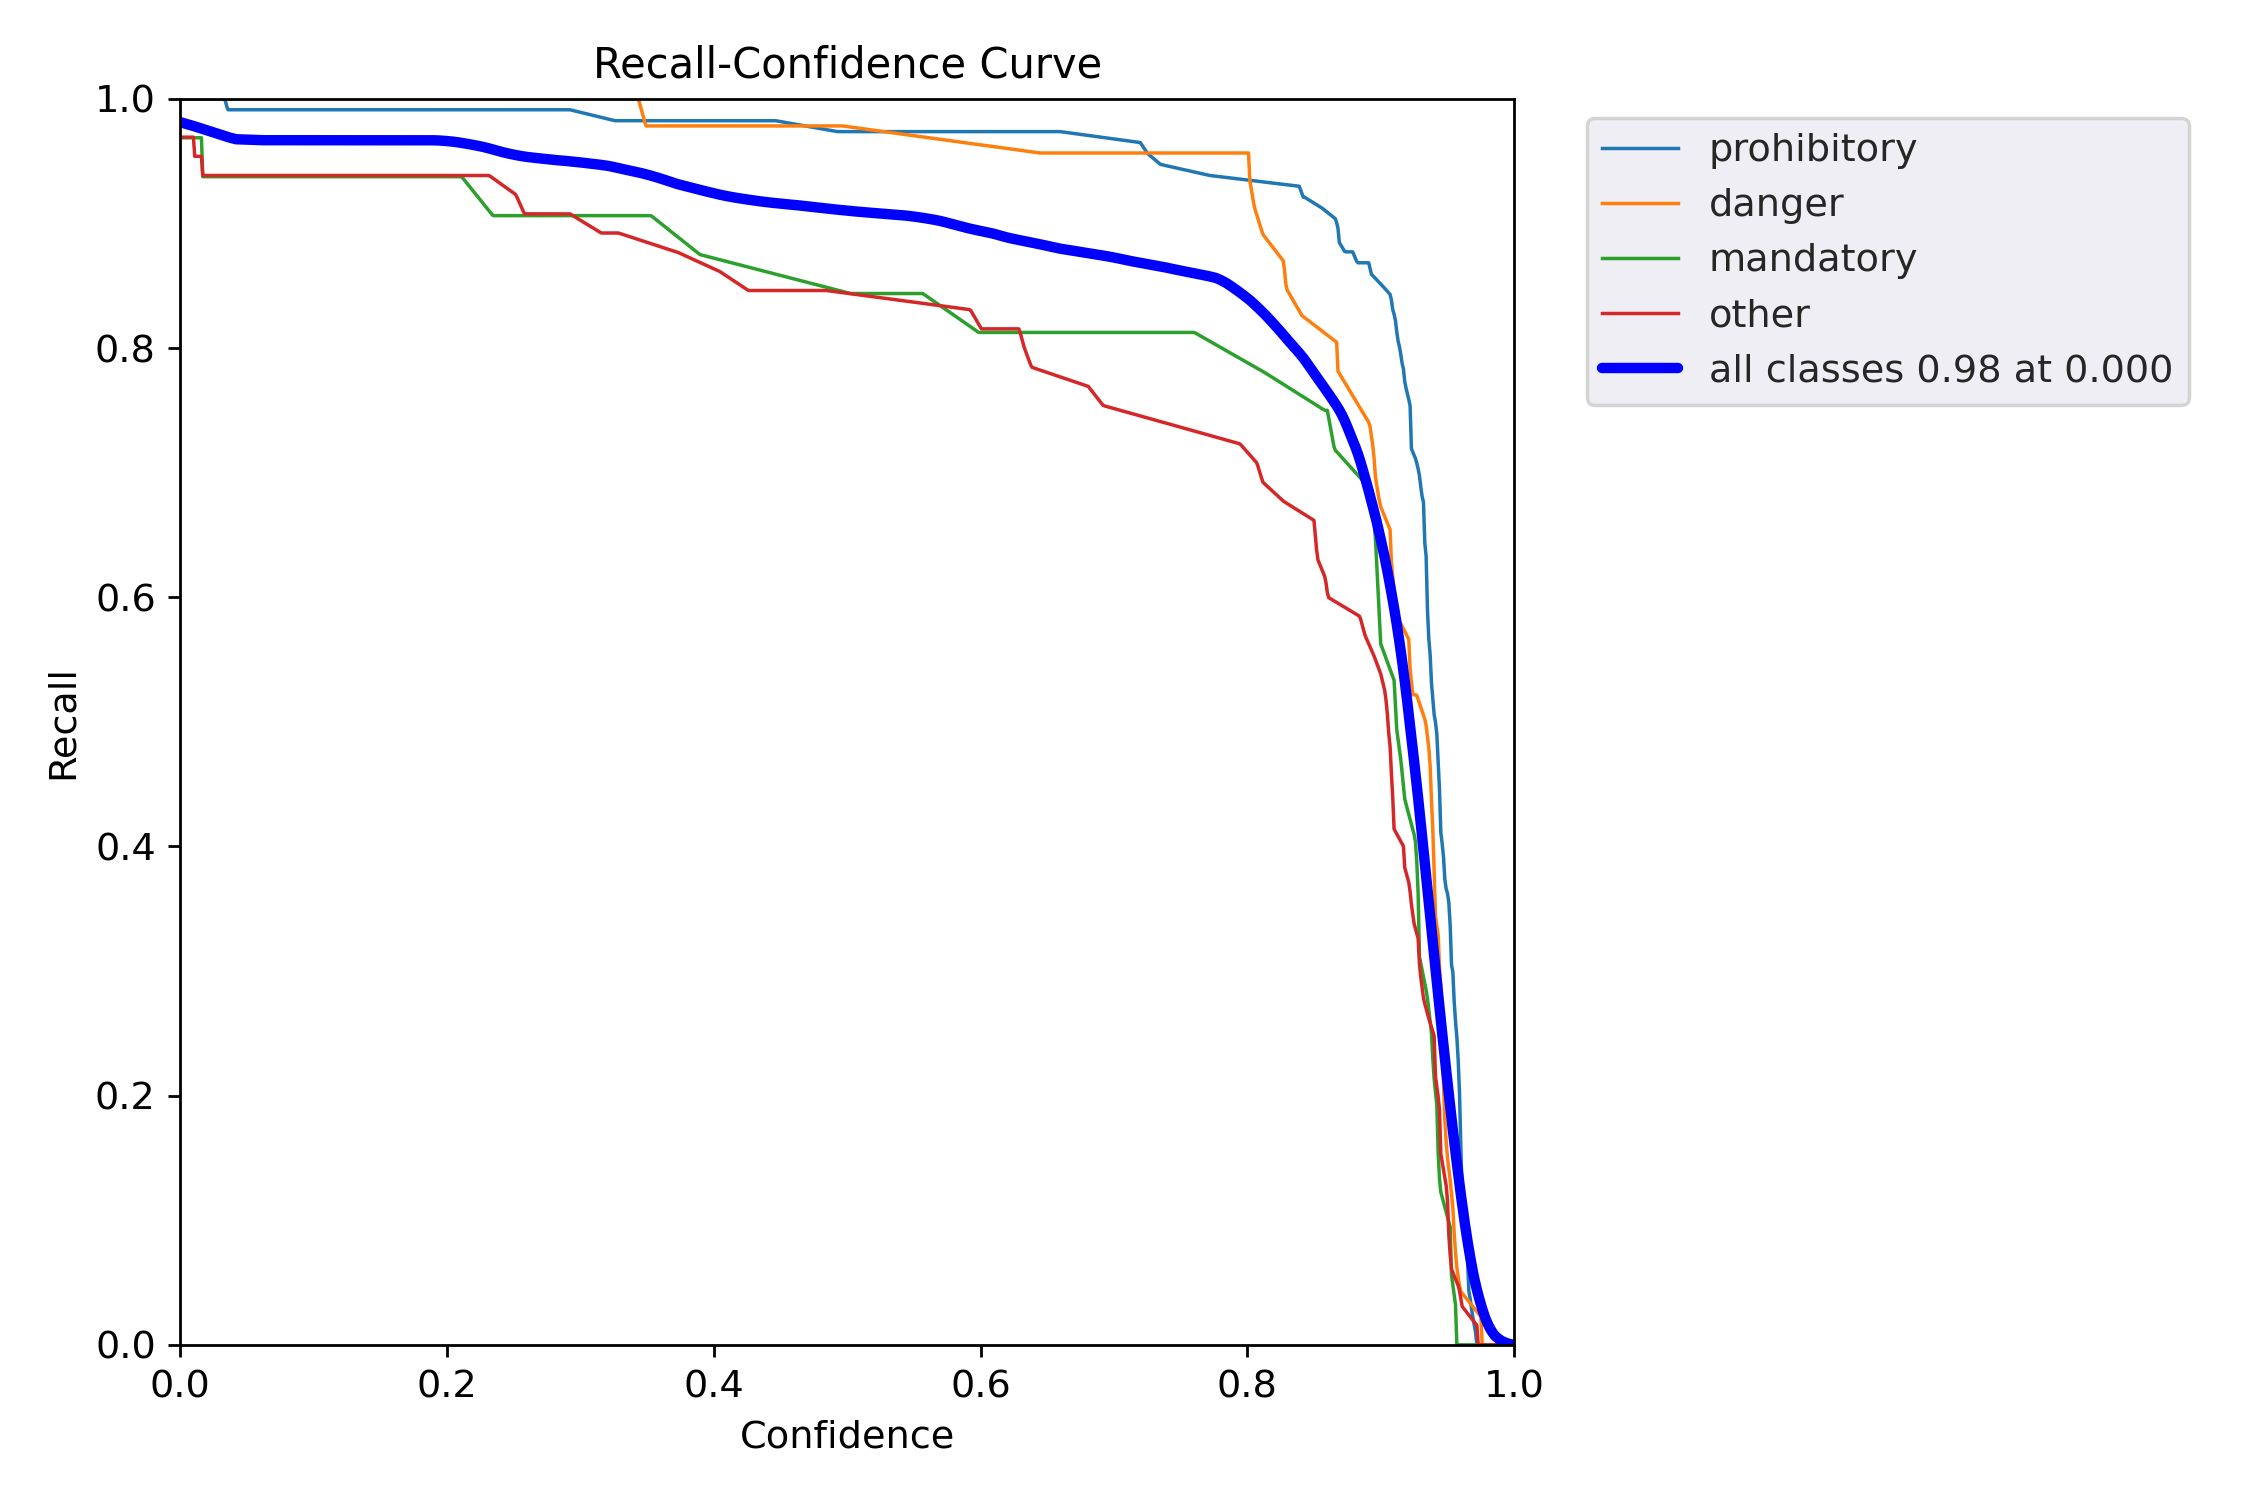 Recall-Confidence Curve
1.0
0.8
0.6
0.4
0.2
0.0
Recall
0.0 0.2 0.4 0.6 0.8 1.0
Confidence
prohibitory
danger
mandatory
other
all classes 0.98 at 0.000